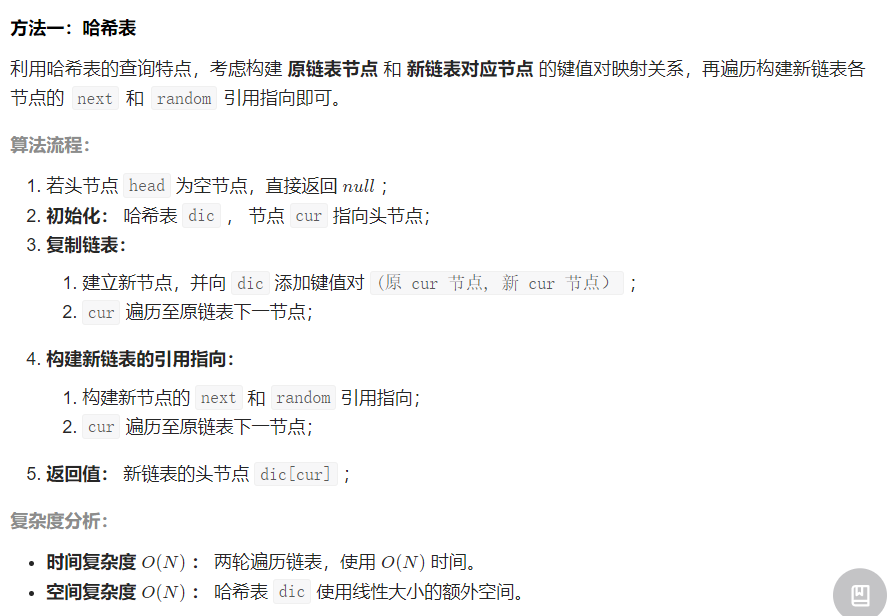 方法一：哈希表
利用哈希表的查询特点，考虑构建 原链表节点 和 新链表对应节点 的键值对映射关系，再遍历构建新链表各
节点的 next 和 random 引用指向即可。
算法流程：
1. 若头节点 head 为空节点，直接返回 null ；
2. 初始化： 哈希表 dic ， 节点 cur 指向头节点；
3. 复制链表：
1. 建立新节点，并向 dic 添加键值对 （原 cur 节点, 新 cur 节点） ；
2. cur 遍历至原链表下一节点；
4. 构建新链表的引用指向：
1. 构建新节点的 next 和 random 引用指向；
2. cur 遍历至原链表下一节点；
5. 返回值： 新链表的头节点 dic[cur] ；
复杂度分析：
• 时间复杂度 O(N) ： 两轮遍历链表，使用 O(N) 时间。
• 空间复杂度 O(N) ： 哈希表 dic 使用线性大小的额外空间。